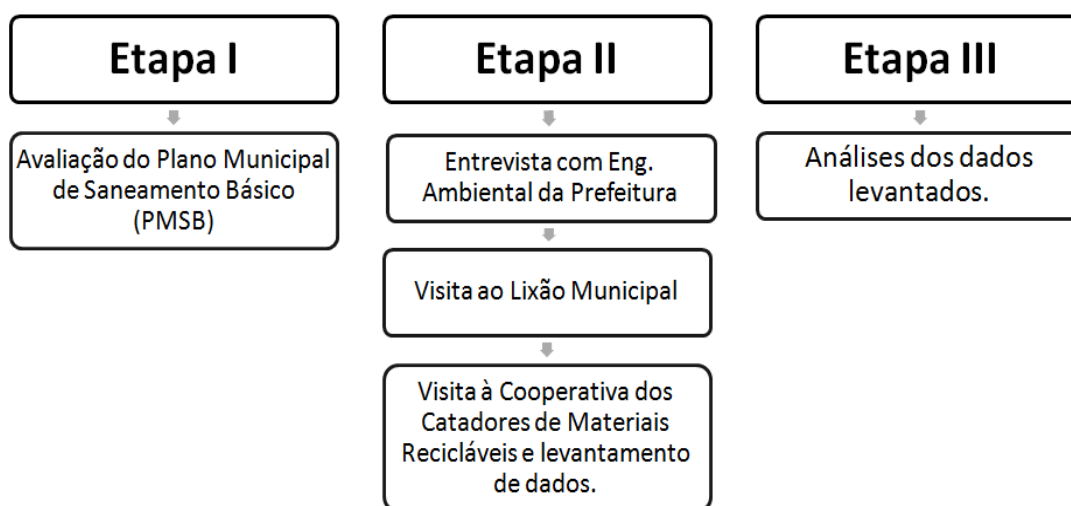 Etapa I
Avaliação do Plano Municipal
de Saneamento Básico
(PMSB)
Etapa II
Entrevista com Eng.
Ambiental da Prefeitura
Visita ao Lixão Municipal
Visita à Cooperativa dos
Catadores de Materiais
Recicláveis e levantamento
de dados.
Etapa III
Análises dos dados
levantados.